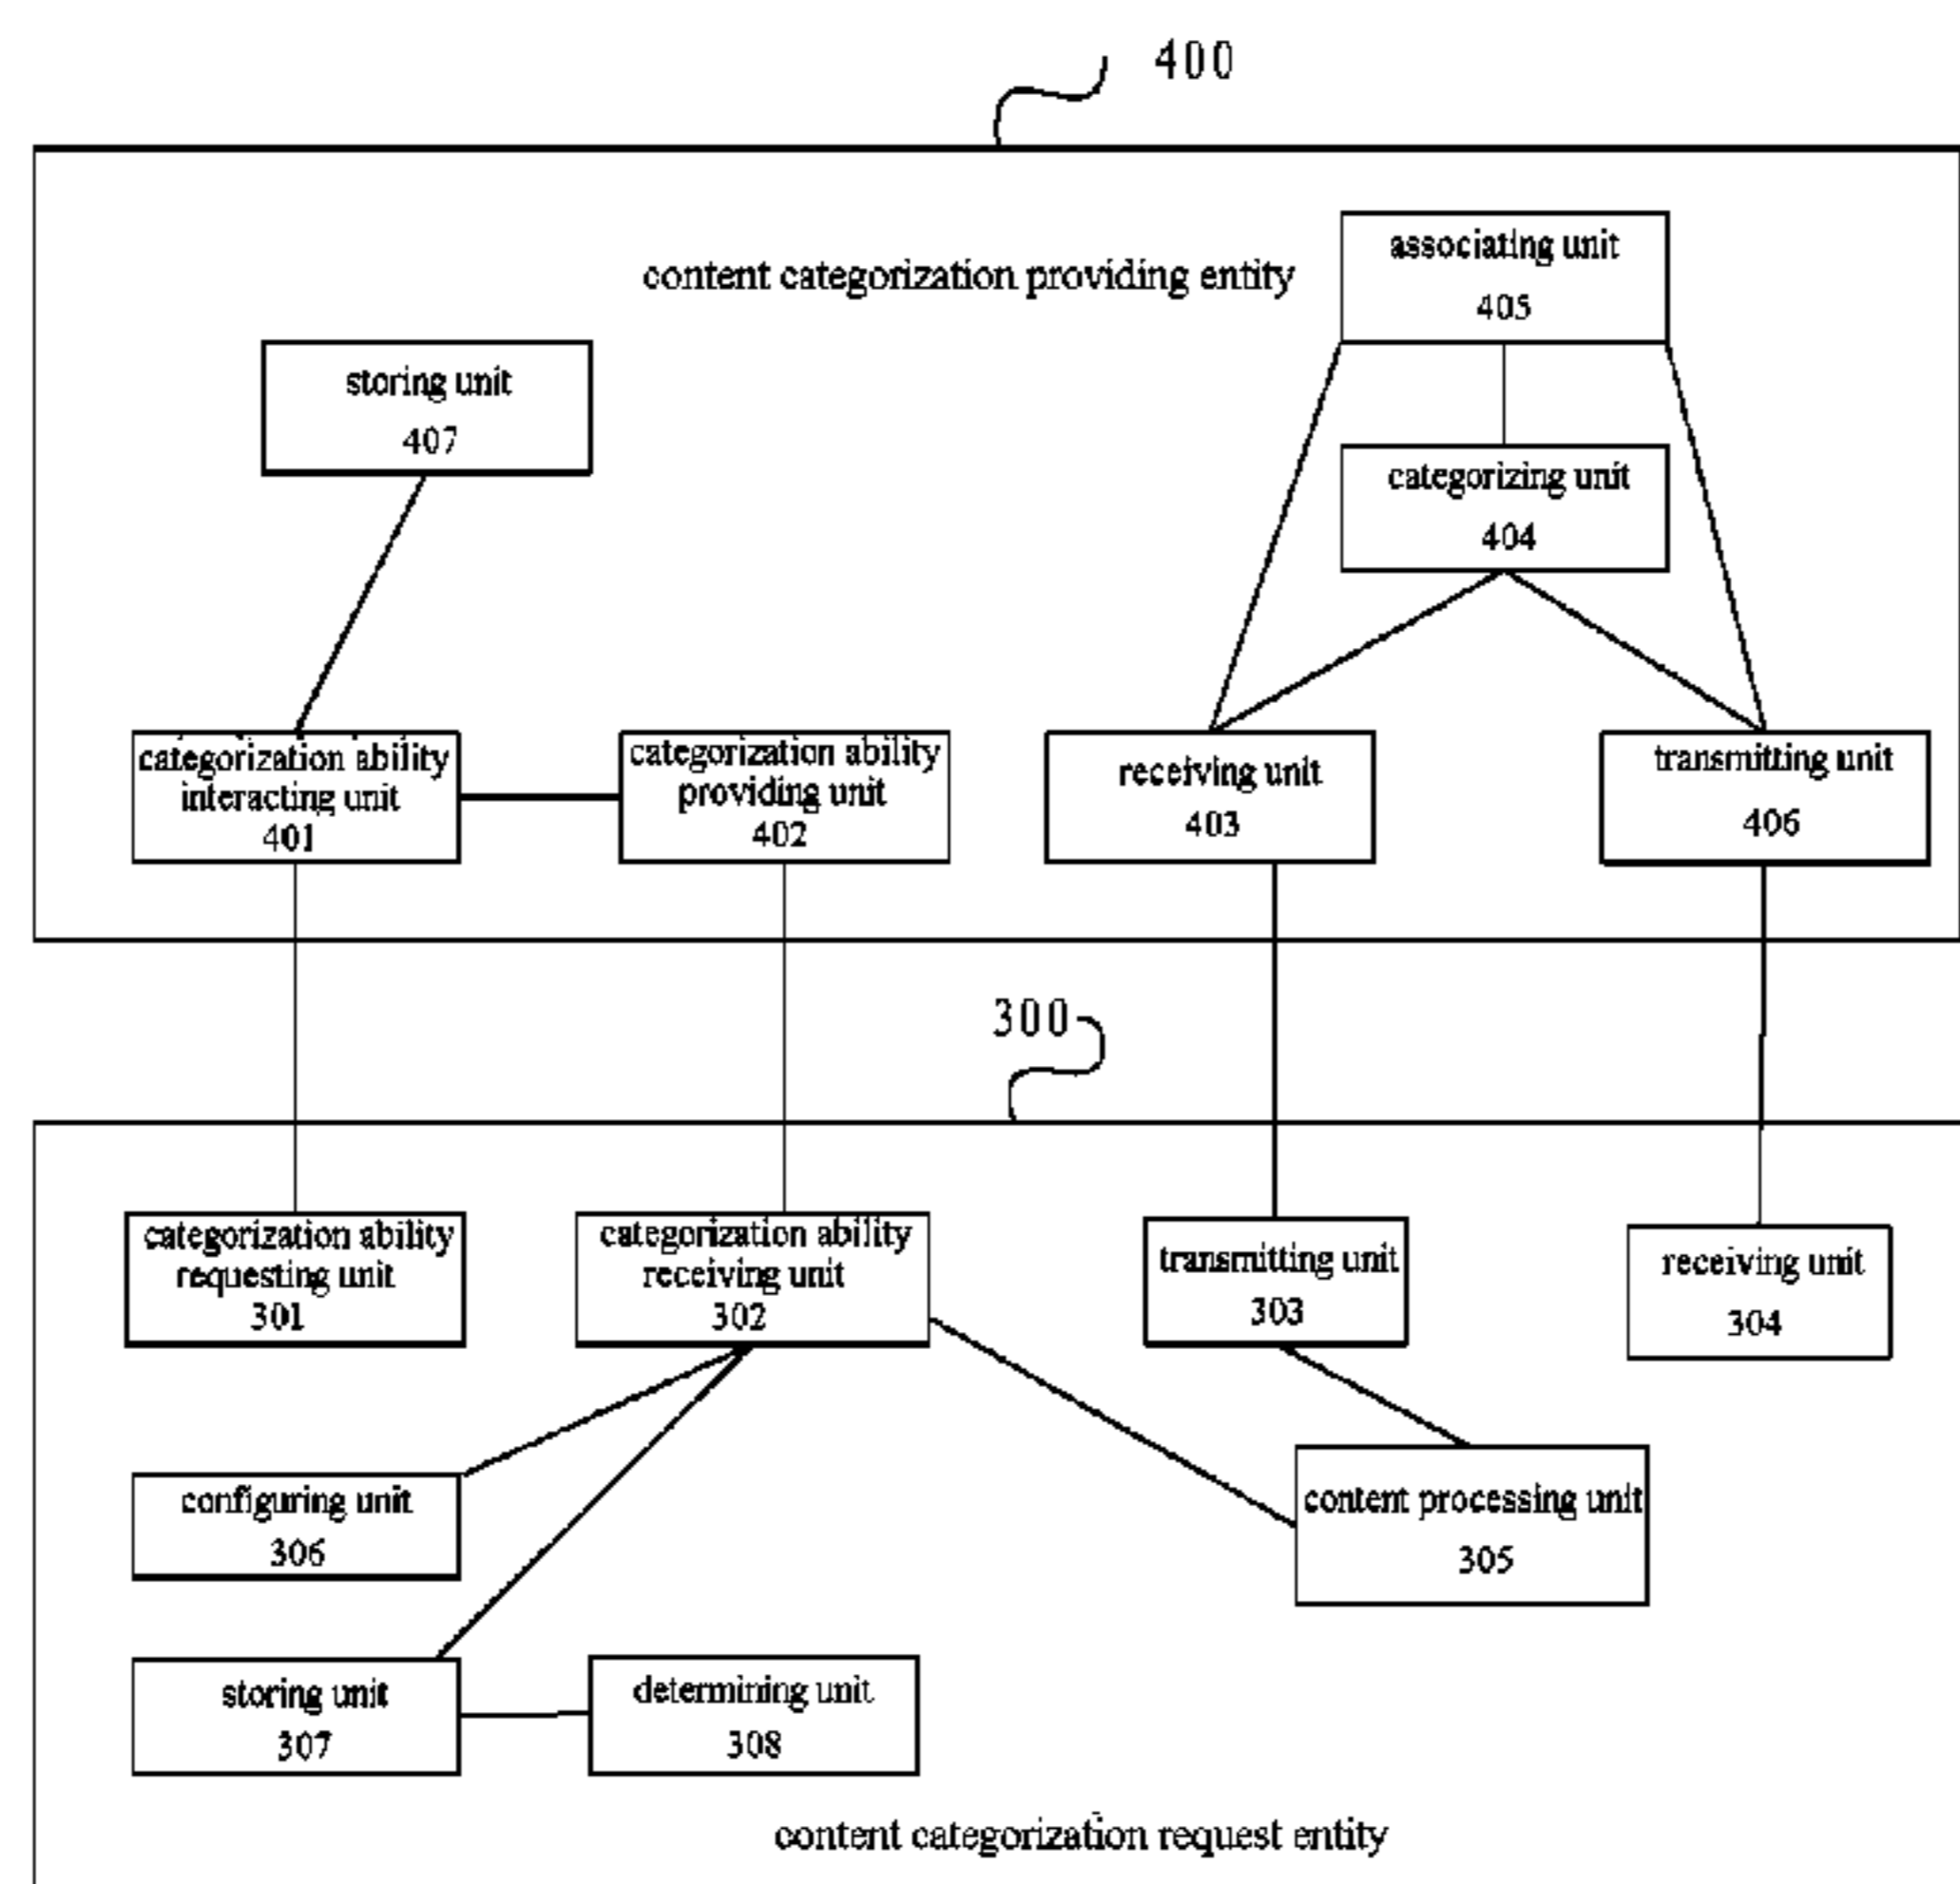 400
associating unit
405
content categorization providing entity
storing unit
407
categorizing unit
404
categorization ability
interacting unit
401
categorization ability
providing unit
402
receiving unit
403
transmitting unit
406
300
categorization ability
requesting unit
301
categorization ability
receiving unit
302
transmitting unit
303
receiving unit
304
configuring unit
306
content processing unit
305
storing unit
307
determining unit
308
content categorization request entity